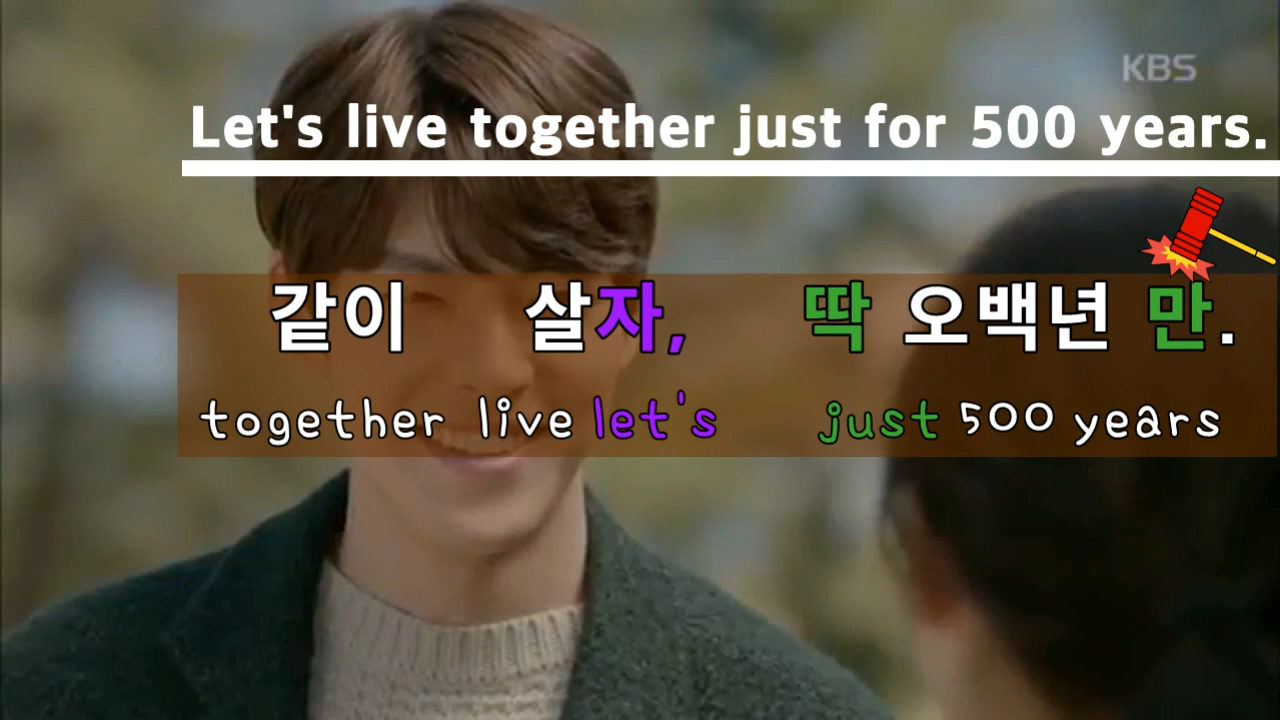 KBS
Let's live together just for 500 years.
같이 살자, 딱 오백년 만.
together live let's just 500 years